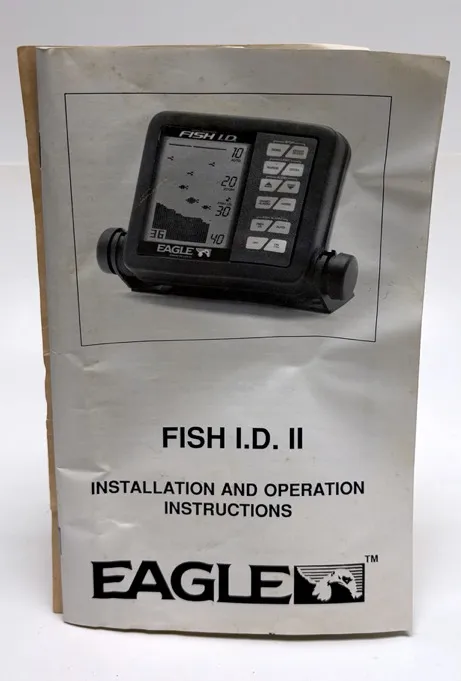 FISH I.D.
10
20
30
36
40
EAGLE
FISH I.D. II
INSTALLATION AND OPERATION
INSTRUCTIONS
EAGLE
TM